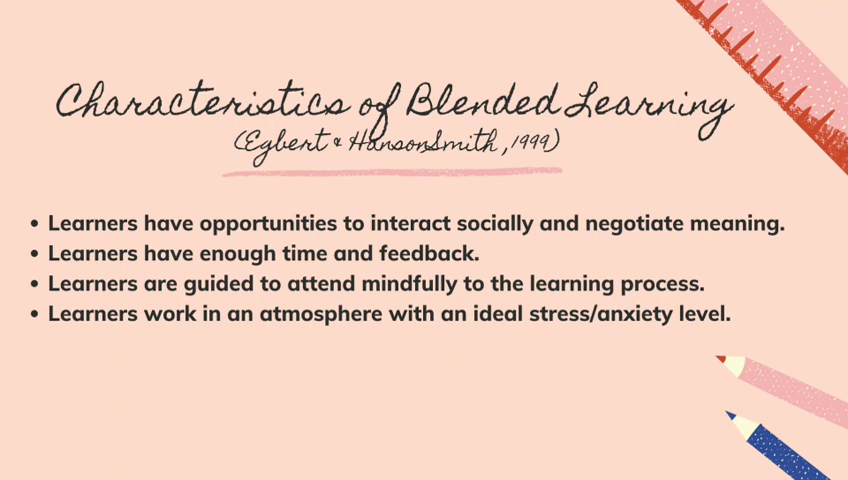 Characteristics of Blended Learning
(Egbert & HansonSmith, 1999)
• Learners have opportunities to interact socially and negotiate meaning.
• Learners have enough time and feedback.
• Learners are guided to attend mindfully to the learning process.
• Learners work in an atmosphere with an ideal stress/anxiety level.